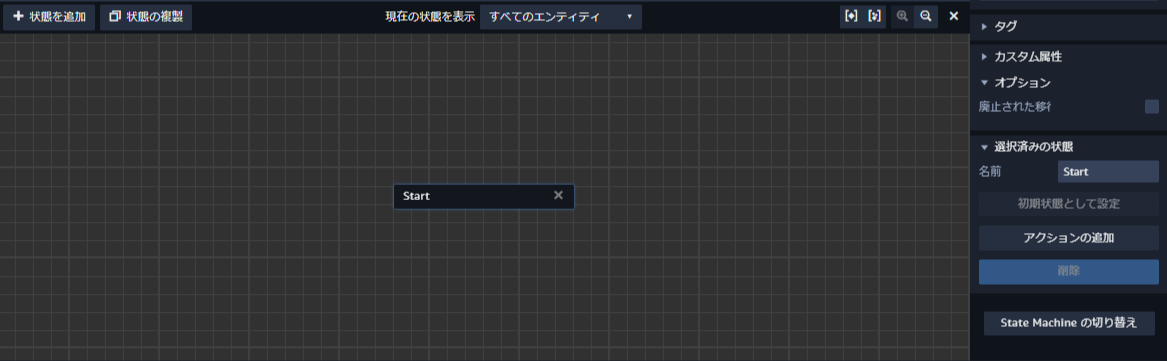 状態を追加
状態の複製
現在の状態を表示
すべてのエンティティ
Start
タグ
カスタム属性
オプション
廃止された移行
選択済みの状態
名前
Start
初期状態として設定
アクションの追加
削除
State Machine の切り替え